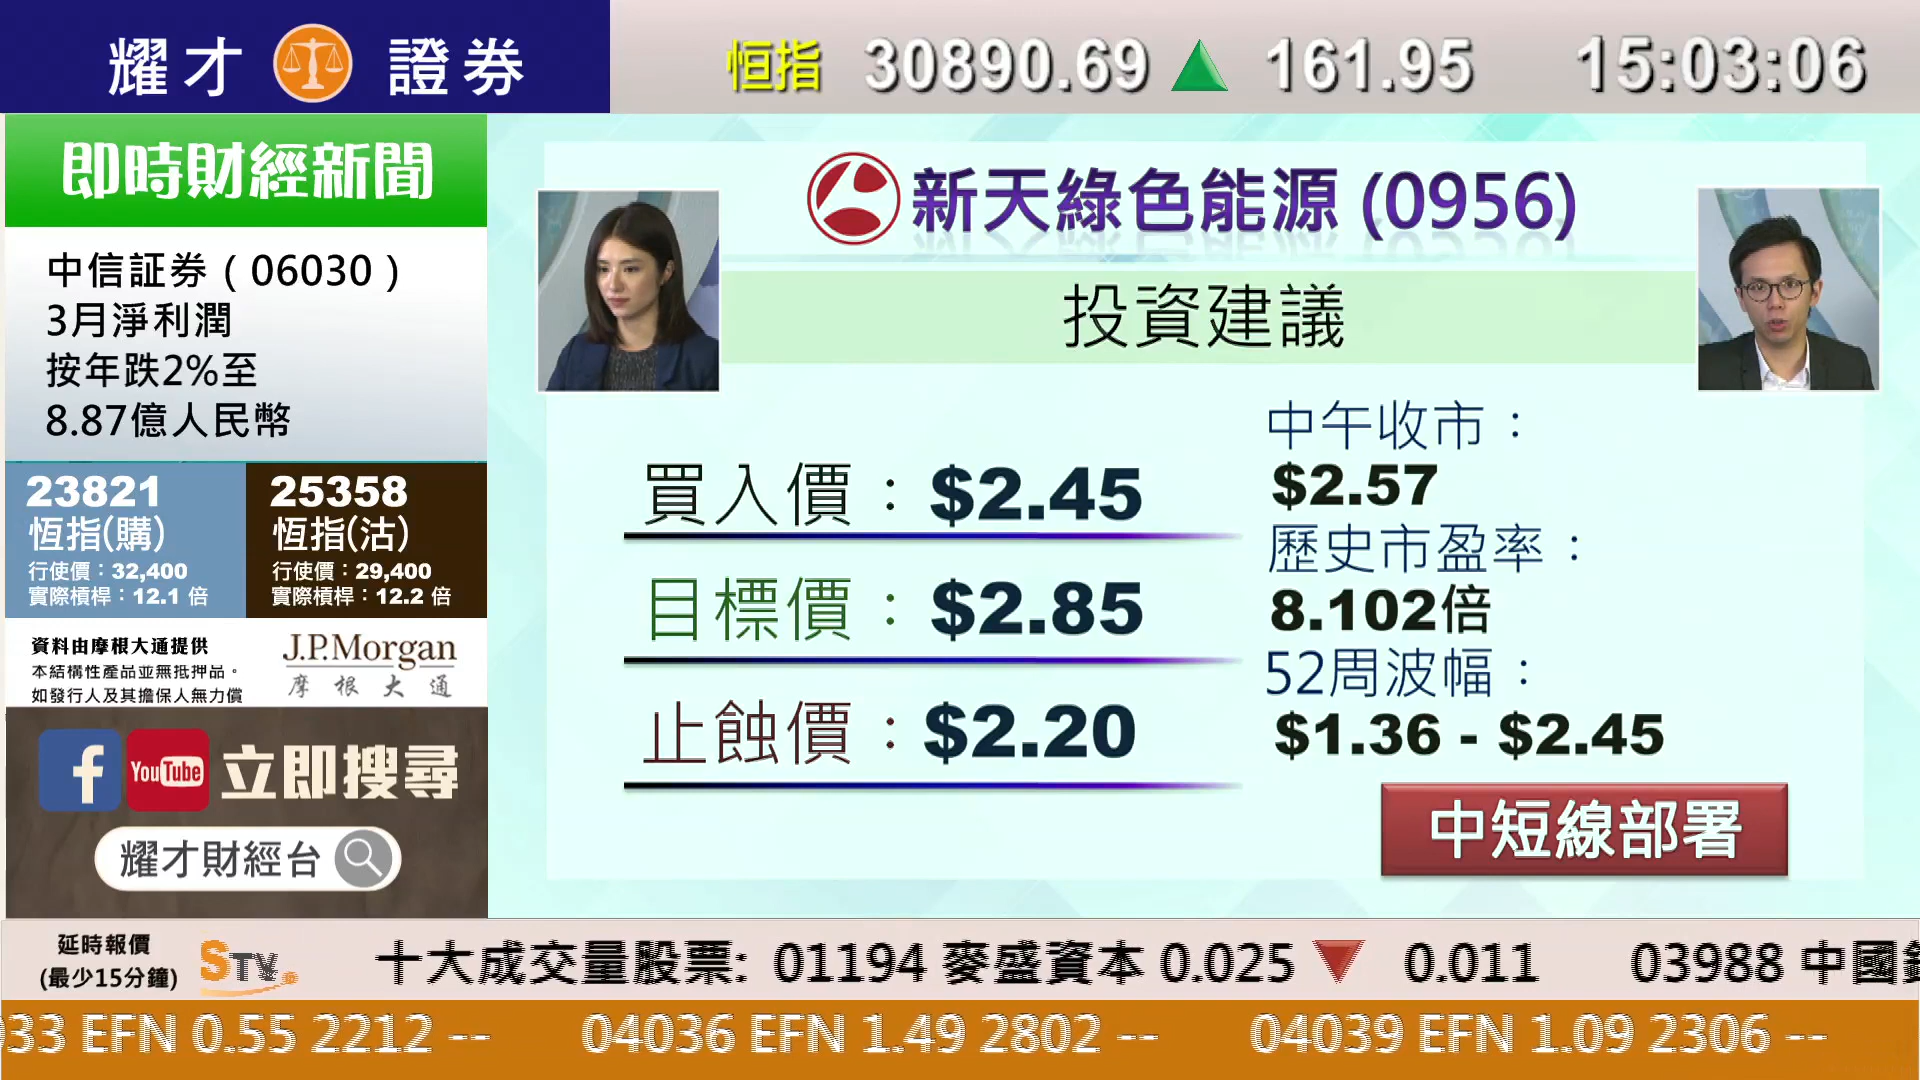 耀才證券
恒指 30890.69 ▲ 161.95 15:03:06
即時財經新聞
中信証券 ( 06030 )
3月淨利潤
按年跌2%至
8.87億人民幣
23821
恆指(購)
行使價：32,400
實際槓桿：12.1 倍
25358
恆指(沽)
行使價：29,400
實際槓桿：12.2 倍
資料由摩根大通提供
本結構性產品並無抵押品。
如發行人及其擔保人無力償
J.P.Morgan
摩根大通
f YouTube 立即搜尋
耀才財經台
新天綠色能源 (0956)
投資建議
買入價：$2.45
目標價：$2.85
止蝕價：$2.20
中午收市：
$2.57
歷史市盈率：
8.102倍
52周波幅：
$1.36 - $2.45
中短線部署
延時報價
(最少15分鐘)
STV
十大成交量股票: 01194 麥盛資本 0.025 ▼ 0.011 03988 中國
033 EFN 0.55 2212 -- 04036 EFN 1.49 2802 -- 04039 EFN 1.09 2306 --